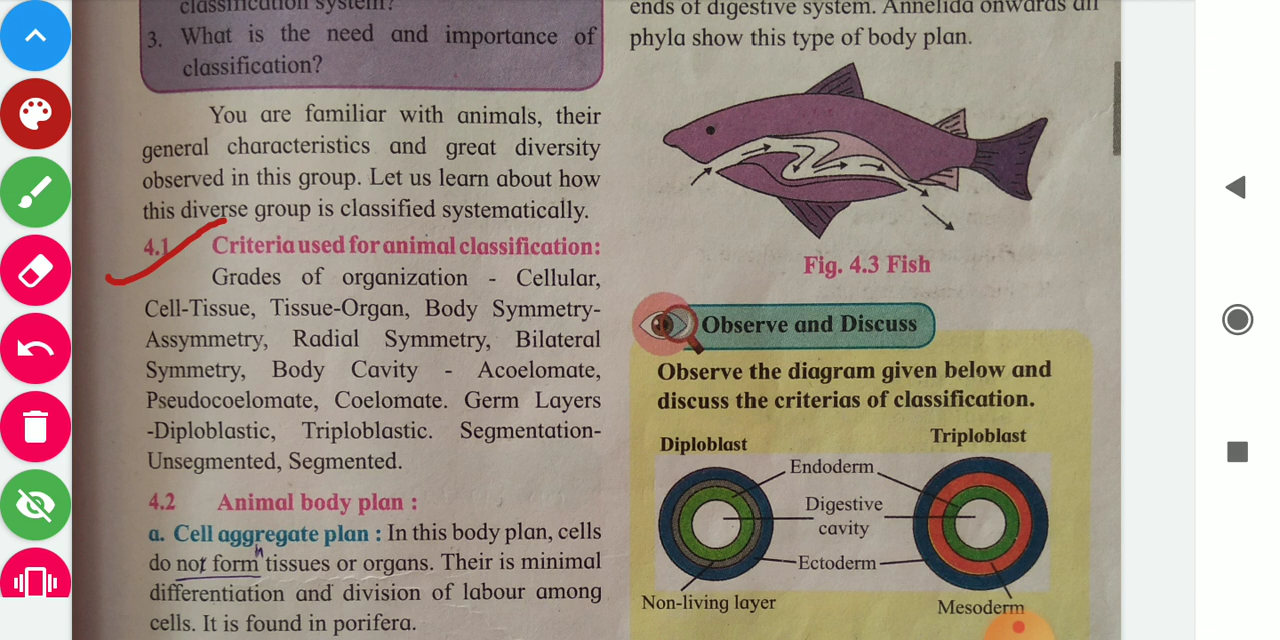 classification system?
3. What is the need and importance of
classification?
You are familiar with animals, their
general characteristics and great diversity
observed in this group. Let us learn about how
this diverse group is classified systematically.
4.1 Criteria used for animal classification:
Grades of organization - Cellular,
Cell-Tissue, Tissue-Organ, Body Symmetry-
Assymmetry, Radial Symmetry, Bilateral
Symmetry, Body Cavity - Acoelomate,
Pseudocoelomate, Coelomate. Germ Layers
-Diploblastic, Triploblastic. Segmentation-
Unsegmented, Segmented.
4.2 Animal body plan :
a. Cell aggregate plan : In this body plan, cells
do not form tissues or organs. Their is minimal
differentiation and division of labour among
cells. It is found in porifera.
ends of digestive system. Annelida onwards all
phyla show this type of body plan.
Fig. 4.3 Fish
Observe and Discuss
Observe the diagram given below and
discuss the criterias of classification.
Diploblast
Triploblast
Endoderm
Digestive
cavity
Ectoderm
Non-living layer
Mesoderm